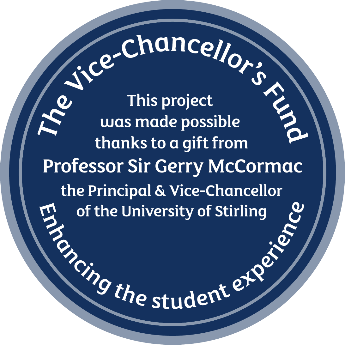 The Vice-Chancellor's Fund
This project
was made possible
thanks to a gift from
Professor Sir Gerry McCormac
the Principal & Vice-Chancellor
of the University of Stirling
Enhancing the student experience